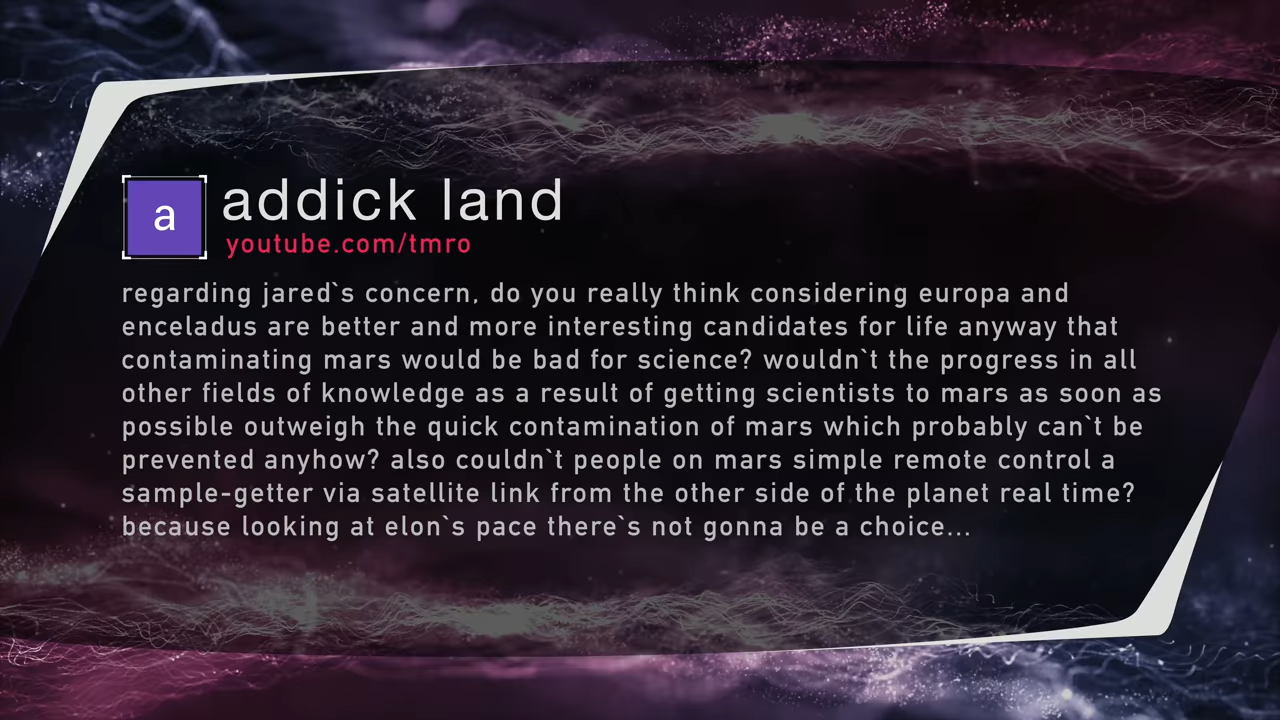 a
addick land
youtube.com/tmro
regarding jared`s concern, do you really think considering europa and
enceladus are better and more interesting candidates for life anyway that
contaminating mars would be bad for science? wouldn`t the progress in all
other fields of knowledge as a result of getting scientists to mars as soon as
possible outweigh the quick contamination of mars which probably can`t be
prevented anyhow? also couldn`t people on mars simple remote control a
sample-getter via satellite link from the other side of the planet real time?
because looking at elon`s pace there`s not gonna be a choice...